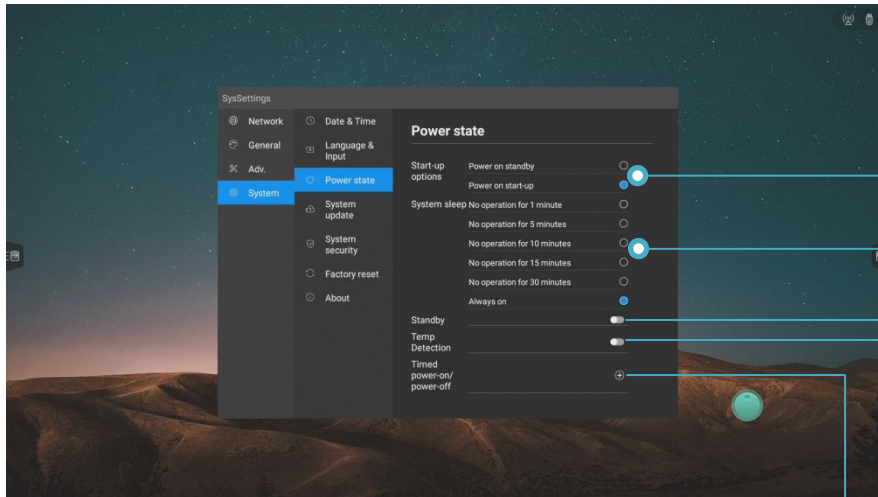 SysSettings
Network
General
Adv.
System
Date & Time
Language &
Input
Power state
System
update
System
security
Factory reset
About
Power state
Start-up
options
Power on standby
Power on start-up
System sleep No operation for 1 minute
No operation for 5 minutes
No operation for 10 minutes
No operation for 15 minutes
No operation for 30 minutes
Always on
Standby
Temp
Detection
Timed
power-on/
power-off